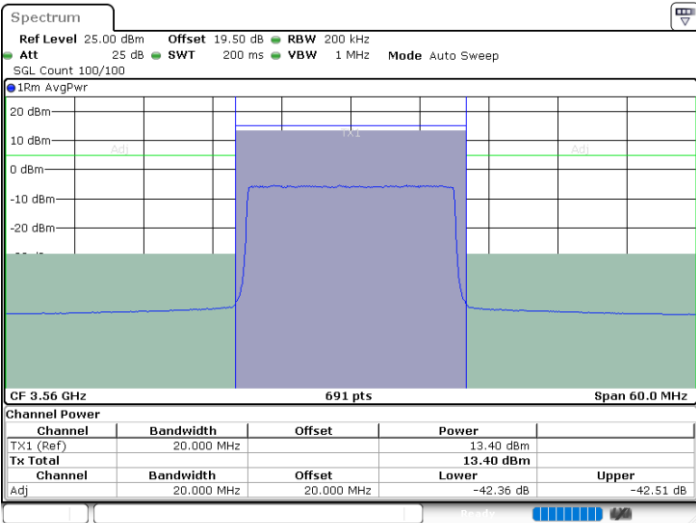 Spectrum
Ref Level 25.00 dBm Offset 19.50 dB RBW 200 kHz
Att 25 dB SWT 200 ms VBW 1 MHz Mode Auto Sweep
SGL Count 100/100
1Rm AvgPwr
20 dBm
TX1
10 dBm
Adj Adj
0 dBm
-10 dBm
-20 dBm
CF 3.56 GHz 691 pts Span 60.0 MHz
Channel Power
Channel Bandwidth Offset Power
TX1 (Ref) 20.000 MHz 13.40 dBm
Tx Total 13.40 dBm
Channel Bandwidth Offset Lower Upper
Adj 20.000 MHz 20.000 MHz -42.36 dB -42.51 dB
Ready